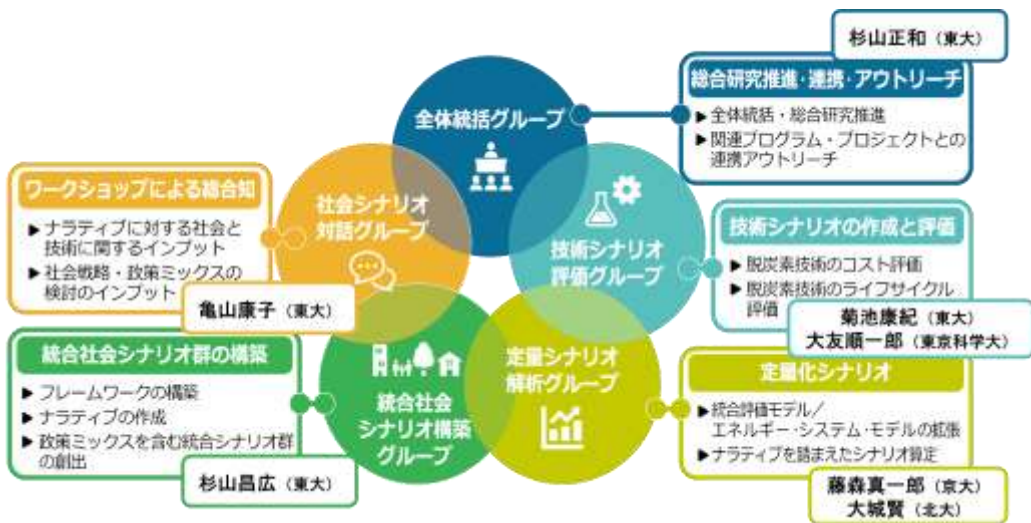 杉山正和（東大）
総合研究推進・連携・アウトリーチ
▶全体統括・総合研究推進
▶関連プログラム・プロジェクトとの
連携アウトリーチ
全体統括グループ
ワークショップによる総合知
▶ナラティブに対する社会と
技術に関するインプット
▶社会戦略・政策ミックスの
検討のインプット
亀山康子（東大）
社会シナリオ
対話グループ
技術シナリオ
評価グループ
技術シナリオの作成と評価
▶脱炭素技術のコスト評価
▶脱炭素技術のライフサイクル
評価
菊池康紀（東大）
大友順一郎（東京科学大）
統合社会シナリオ群の構築
▶フレームワークの構築
▶ナラティブの作成
▶政策ミックスを含む統合シナリオ群
の創出
杉山昌広（東大）
統合社会
シナリオ構築
グループ
定量シナリオ
解析グループ
定量化シナリオ
▶統合評価モデル／
エネルギー・システム・モデルの拡張
▶ナラティブを踏まえたシナリオ算定
藤森真一郎（京大）
大城賢（北大）